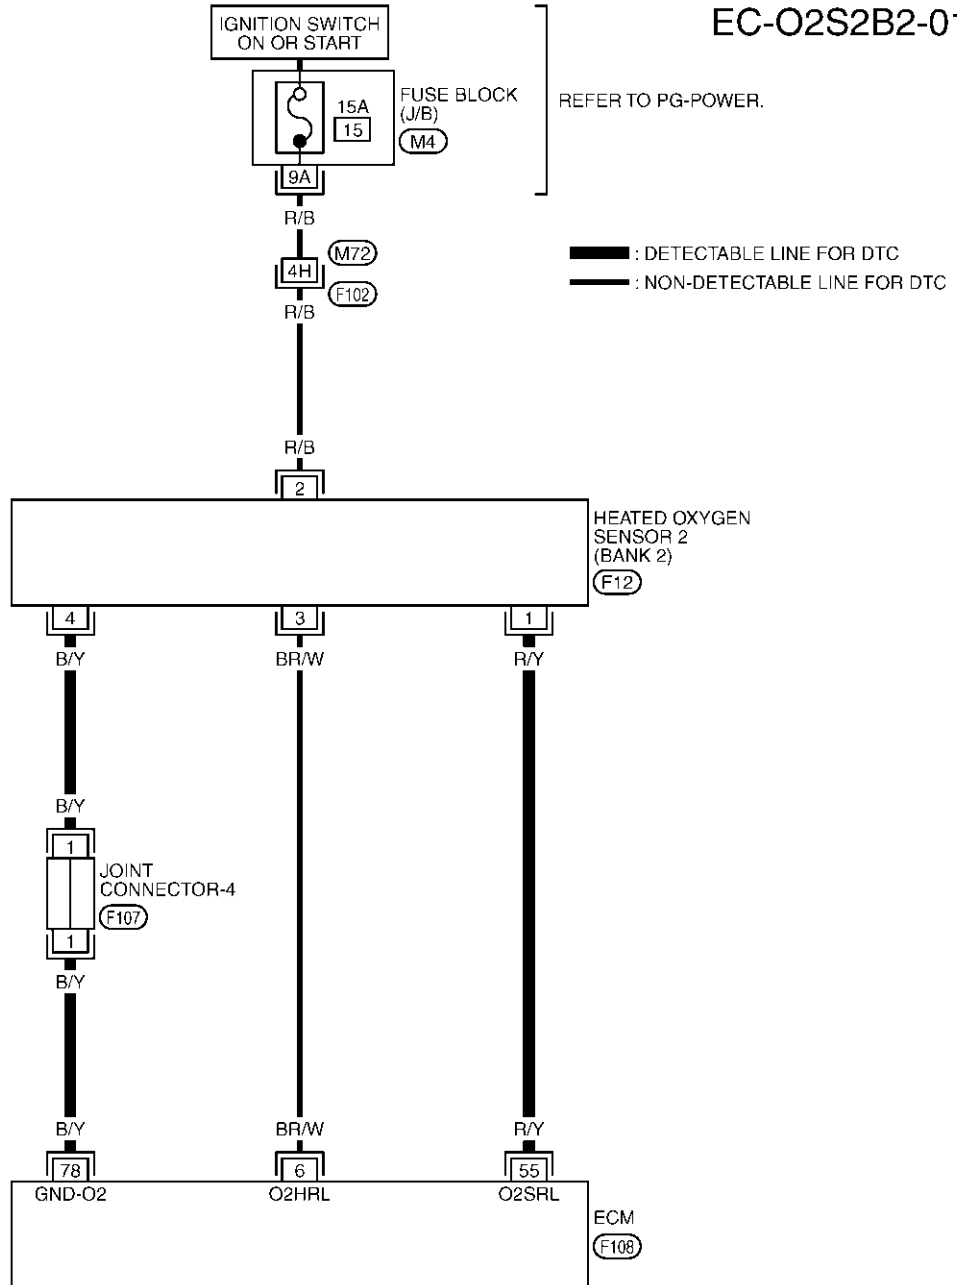 EC-O2S2B2-01
IGNITION SWITCH
ON OR START
FUSE BLOCK
(J/B)
M4
15A
15
REFER TO PG-POWER.
9A
R/B
M72
4H
F102
R/B
: DETECTABLE LINE FOR DTC
: NON-DETECTABLE LINE FOR DTC
R/B
2
HEATED OXYGEN
SENSOR 2
(BANK 2)
F12
4 3 1
B/Y BR/W R/Y
B/Y
1
JOINT
CONNECTOR-4
F107
1
B/Y
B/Y BR/W R/Y
78 6 55
GND-O2 O2HRL O2SRL
ECM
F108